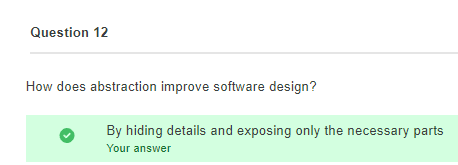 Question 12
How does abstraction improve software design?
By hiding details and exposing only the necessary parts
Your answer